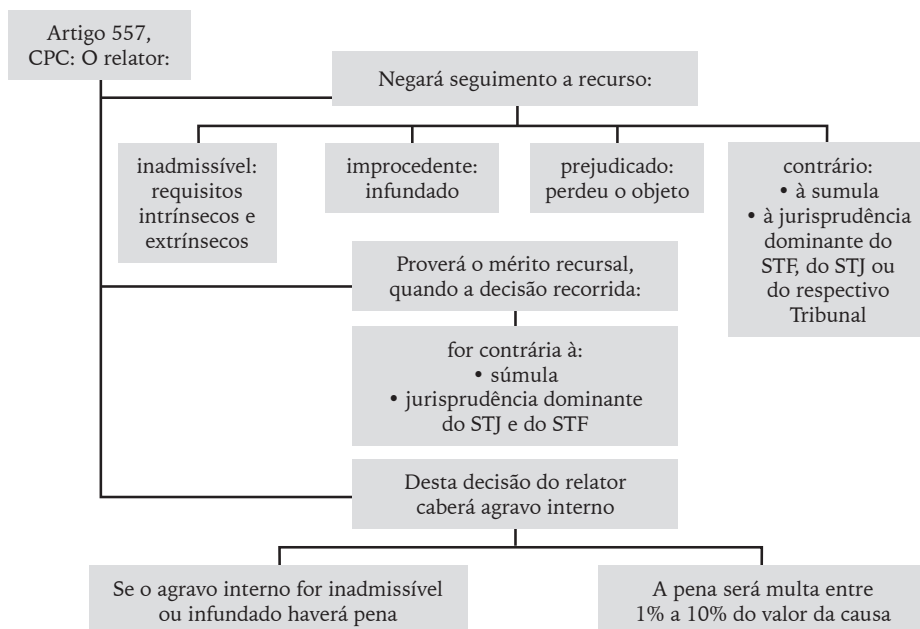 Artigo 557,
CPC: O relator:
Negará seguimento a recurso:
inadmissível:
requisitos
intrínsecos e
extrínsecos
improcedente:
infundado
prejudicado:
perdeu o objeto
contrário:
• à sumula
• à jurisprudência
dominante do
STF, do STJ ou
do respectivo
Tribunal
Proverá o mérito recursal,
quando a decisão recorrida:
for contrária à:
• súmula
• jurisprudência dominante
do STJ e do STF
Desta decisão do relator
caberá agravo interno
Se o agravo interno for inadmissível
ou infundado haverá pena
A pena será multa entre
1% a 10% do valor da causa